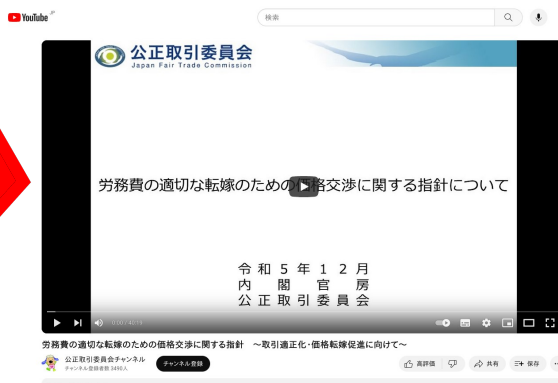 YouTube JP
検索
公正取引委員会
Japan Fair Trade Commission
労務費の適切な転嫁のための価格交渉に関する指針について
令和5年12月
内閣官房
公正取引委員会
労務費の適切な転嫁のための価格交渉に関する指針 ～取引適正化・価格転嫁促進に向けて～
公正取引委員会チャンネル
チャンネル登録者数 3490人
チャンネル登録
高評価
共有
保存